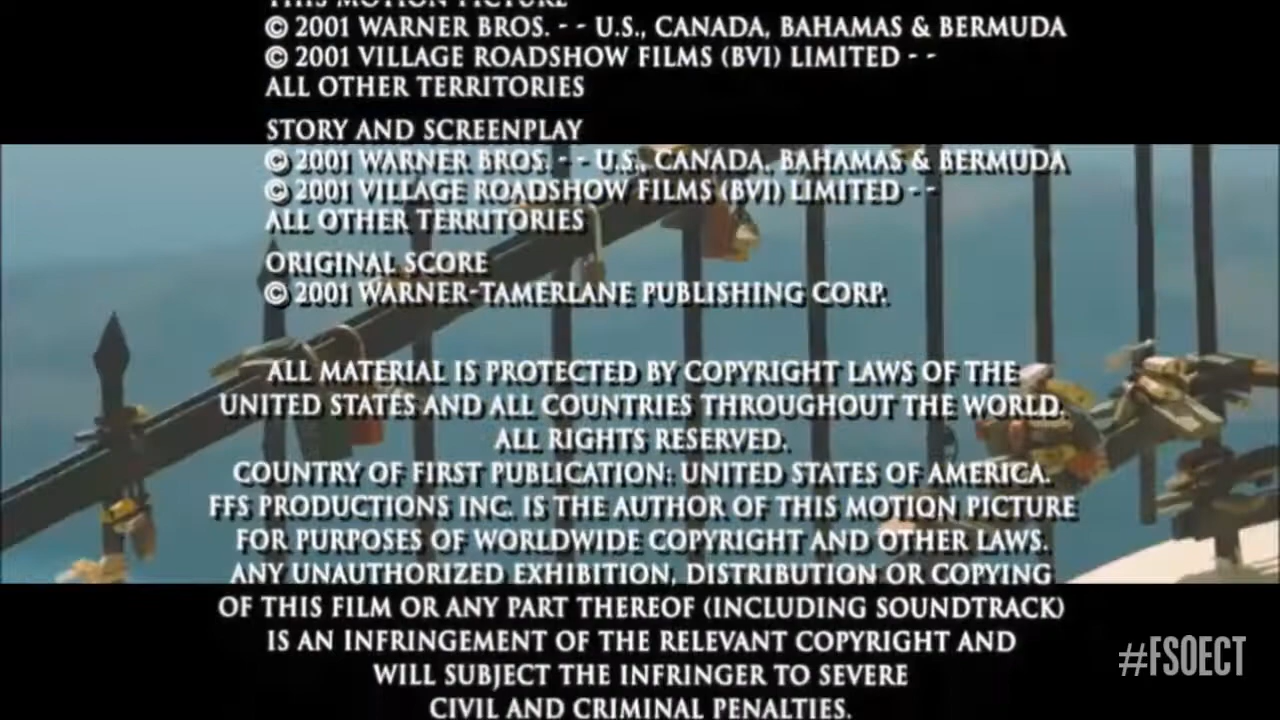 THIS MOTION PICTURE
© 2001 WARNER BROS. - - U.S., CANADA, BAHAMAS & BERMUDA
© 2001 VILLAGE ROADSHOW FILMS (BVI) LIMITED - -
ALL OTHER TERRITORIES
STORY AND SCREENPLAY
© 2001 WARNER BROS. - - U.S., CANADA, BAHAMAS & BERMUDA
© 2001 VILLAGE ROADSHOW FILMS (BVI) LIMITED - -
ALL OTHER TERRITORIES
ORIGINAL SCORE
© 2001 WARNER-TAMERLANE PUBLISHING CORP.
ALL MATERIAL IS PROTECTED BY COPYRIGHT LAWS OF THE
UNITED STATES AND ALL COUNTRIES THROUGHOUT THE WORLD.
ALL RIGHTS RESERVED.
COUNTRY OF FIRST PUBLICATION: UNITED STATES OF AMERICA.
FFS PRODUCTIONS INC. IS THE AUTHOR OF THIS MOTION PICTURE
FOR PURPOSES OF WORLDWIDE COPYRIGHT AND OTHER LAWS.
ANY UNAUTHORIZED EXHIBITION, DISTRIBUTION OR COPYING
OF THIS FILM OR ANY PART THEREOF (INCLUDING SOUNDTRACK)
IS AN INFRINGEMENT OF THE RELEVANT COPYRIGHT AND
WILL SUBJECT THE INFRINGER TO SEVERE
CIVIL AND CRIMINAL PENALTIES.
#FSOECT